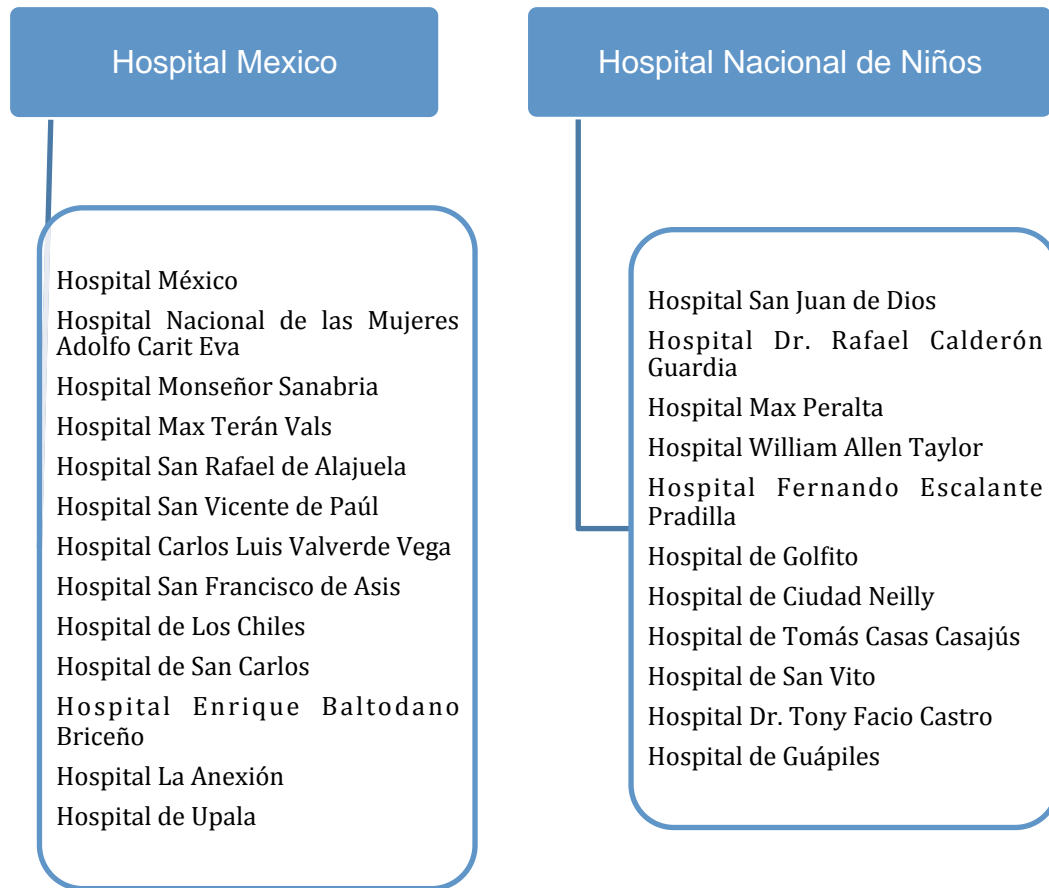 Hospital Mexico
Hospital México
Hospital Nacional de las Mujeres
Adolfo Carit Eva
Hospital Monseñor Sanabria
Hospital Max Terán Vals
Hospital San Rafael de Alajuela
Hospital San Vicente de Paúl
Hospital Carlos Luis Valverde Vega
Hospital San Francisco de Asis
Hospital de Los Chiles
Hospital de San Carlos
Hospital Enrique Baltodano
Briceño
Hospital La Anexión
Hospital de Upala
Hospital Nacional de Niños
Hospital San Juan de Dios
Hospital Dr. Rafael Calderón
Guardia
Hospital Max Peralta
Hospital William Allen Taylor
Hospital Fernando Escalante
Pradilla
Hospital de Golfito
Hospital de Ciudad Neilly
Hospital de Tomás Casas Casajús
Hospital de San Vito
Hospital Dr. Tony Facio Castro
Hospital de Guápiles